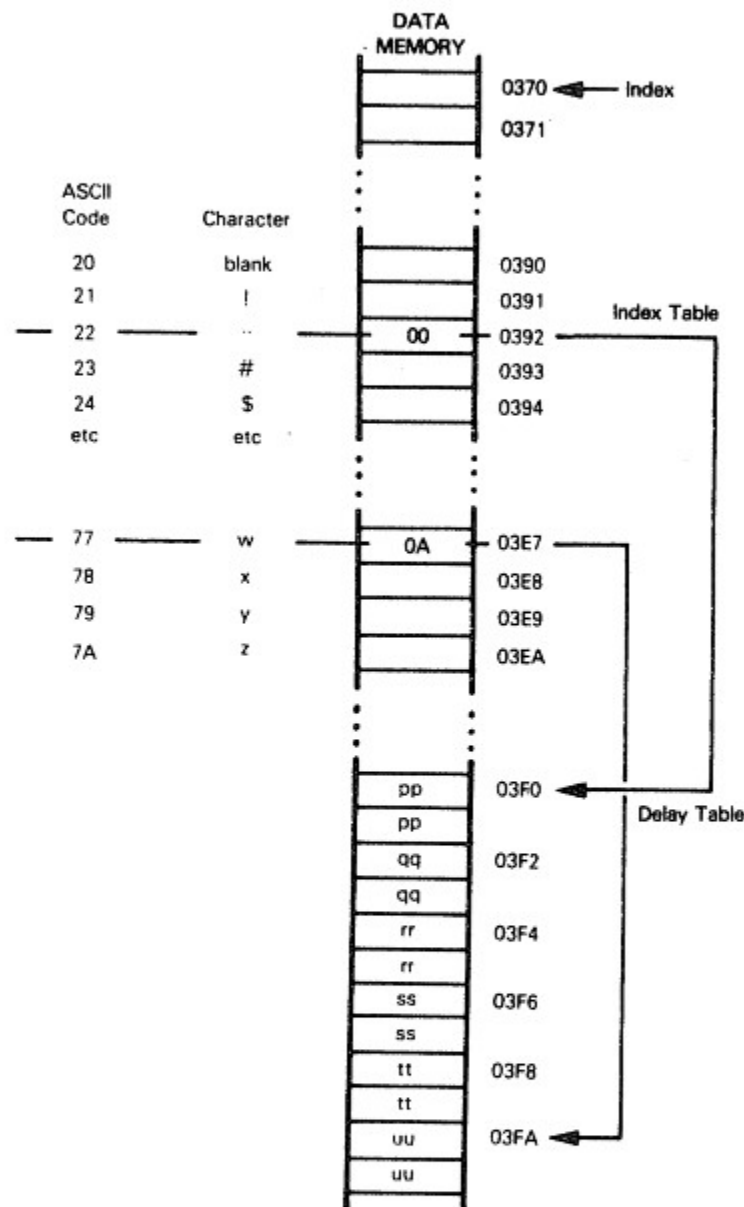 DATA
MEMORY
0370 Index
0371
ASCII
Code Character
20 blank 0390
21 ! 0391
Index Table
22 .. 00 0392
23 # 0393
24 $ 0394
etc etc
77 w 0A 03E7
78 x 03E8
79 y 03E9
7A z 03EA
pp 03F0
pp Delay Table
qq 03F2
qq
rr 03F4
rr
ss 03F6
ss
tt 03F8
tt
uu 03FA
uu